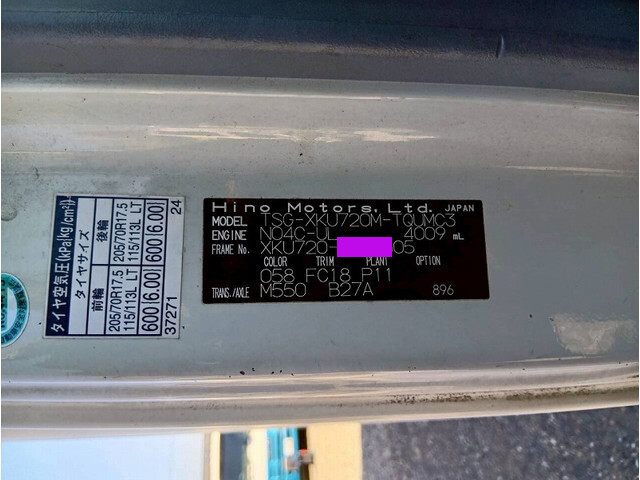 Hino Motors, Ltd. JAPAN
MODEL TSG-XKU720M-TQUMC3
ENGINE N04C-UL 4009 mL
FRAME NO. XKU720- 05
COLOR TRIM PLANT OPTION
058 FC18 P11
TRANS./AXLE M550 B27A 896
タイヤ空気圧(kPa{kg/cm²})
タイヤサイズ
前輪 後輪
205/70R17.5 205/70R17.5
115/113L LT 115/113L LT
600{6.00} 600{6.00}
37271 24